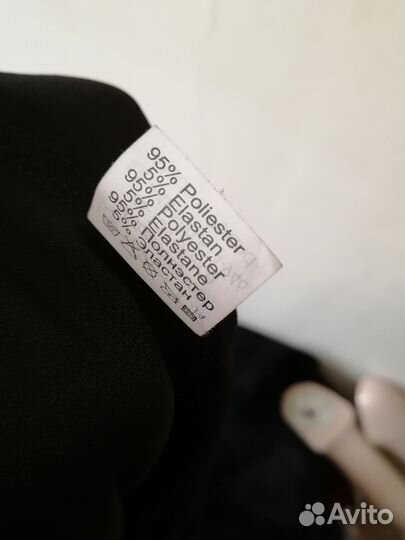 95% Poliester
5% Elastan
95% Polyester
5% Elastane
95% Полиэстер
5% Эластан
Avito